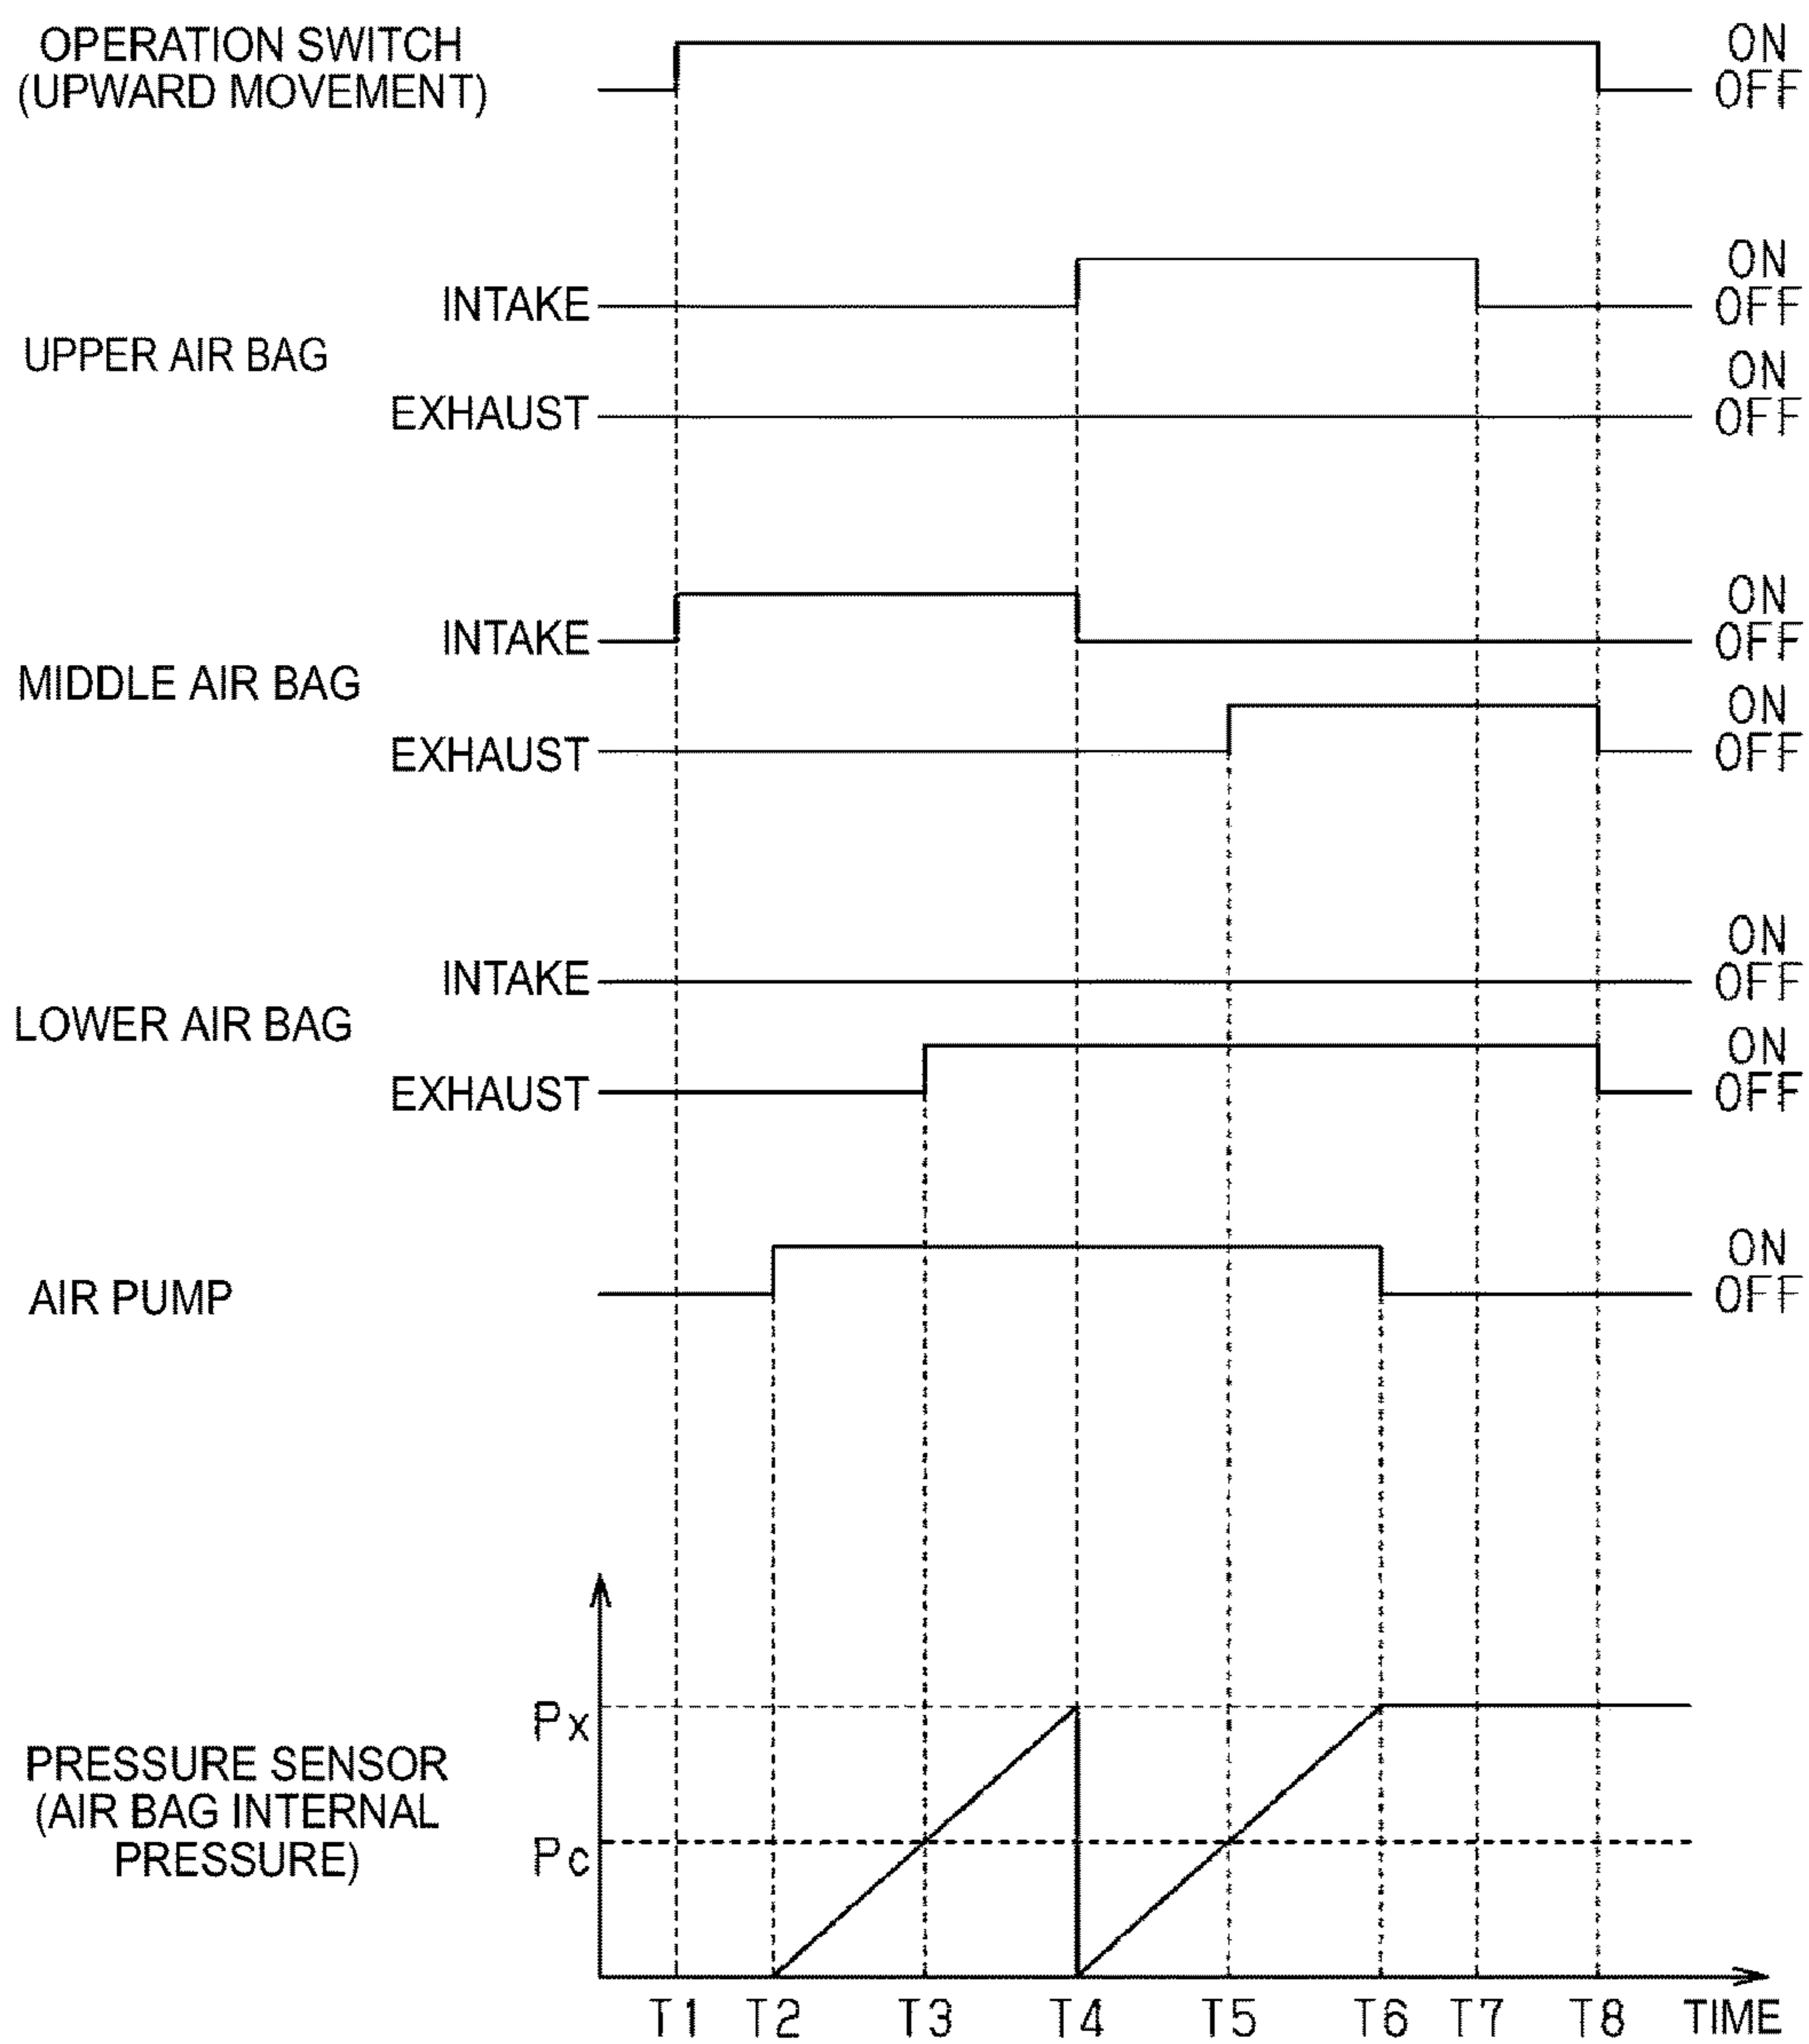 OPERATION SWITCH
(UPWARD MOVEMENT)
ON
OFF
UPPER AIR BAG
INTAKE
ON
OFF
EXHAUST
ON
OFF
MIDDLE AIR BAG
INTAKE
ON
OFF
EXHAUST
ON
OFF
LOWER AIR BAG
INTAKE
ON
OFF
EXHAUST
ON
OFF
AIR PUMP
ON
OFF
PRESSURE SENSOR
(AIR BAG INTERNAL
PRESSURE)
Px
Pc
T1 T2 T3 T4 T5 T6 T7 T8 TIME